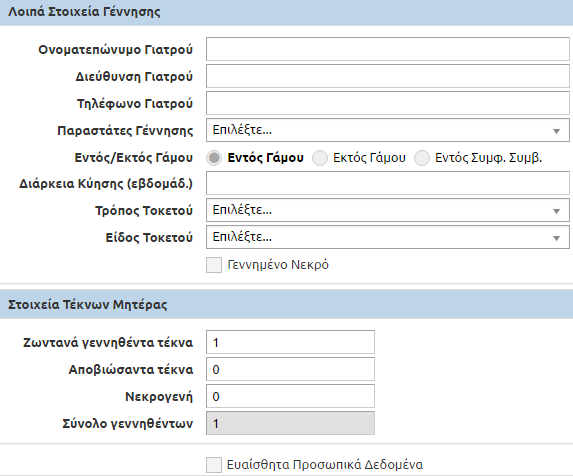 Λοιπά Στοιχεία Γέννησης
Ονοματεπώνυμο Γιατρού
Διεύθυνση Γιατρού
Τηλέφωνο Γιατρού
Παραστάτες Γέννησης Επιλέξτε...
Εντός/Εκτός Γάμου Εντός Γάμου Εκτός Γάμου Εντός Συμφ. Συμβ.
Διάρκεια Κύησης (εβδομάδ.)
Τρόπος Τοκετού Επιλέξτε...
Είδος Τοκετού Επιλέξτε...
Γεννημένο Νεκρό
Στοιχεία Τέκνων Μητέρας
Ζωντανά γεννηθέντα τέκνα 1
Αποβιώσαντα τέκνα 0
Νεκρογενή 0
Σύνολο γεννηθέντων 1
Ευαίσθητα Προσωπικά Δεδομένα